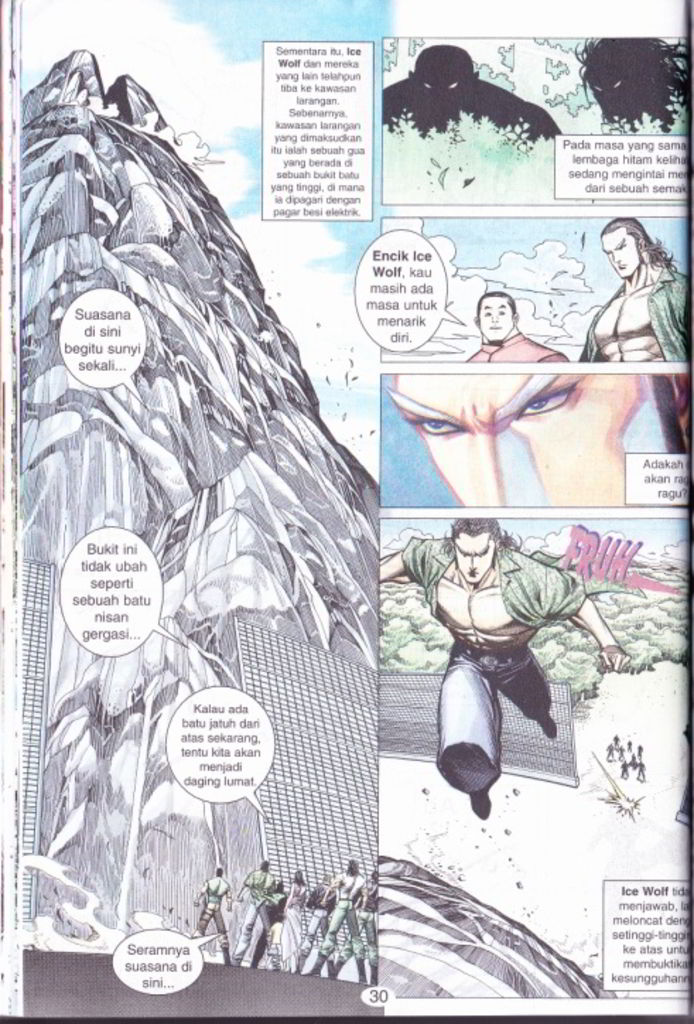 Sementara itu, Ice
Wolf dan mereka
yang lain telahpun
tiba ke kawasan
larangan.
Sebenarnya,
kawasan larangan
yang dimaksudkan
itu ialah sebuah gua
yang berada di
sebuah bukit batu
yang tinggi, di mana
ia dipagari dengan
pagar besi elektrik.
Suasana
di sini
begitu sunyi
sekali...
Bukit ini
tidak ubah
seperti
sebuah batu
nisan
gergasi...
Kalau ada
batu jatuh dari
atas sekarang,
tentu kita akan
menjadi
daging lumat.
Seramnya
suasana di
sini...
Pada masa yang sama
lembaga hitam keliha
sedang mengintai me
dari sebuah semak
Encik Ice
Wolf, kau
masih ada
masa untuk
menarik
diri.
Adakah
akan rag
ragu?
FRUH
Ice Wolf tida
menjawab, Ia
meloncat den
setinggi-tinggi
ke atas untu
membuktika
kesungguhann
30